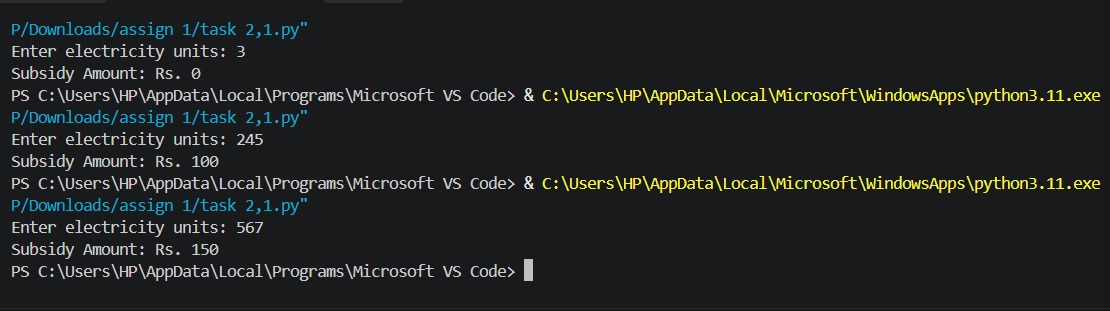 P/Downloads/assign 1/task 2,1.py"
Enter electricity units: 3
Subsidy Amount: Rs. 0
PS C:\Users\HP\AppData\Local\Programs\Microsoft VS Code> & C:\Users\HP\AppData\Local\Microsoft\WindowsApps\python3.11.exe
P/Downloads/assign 1/task 2,1.py"
Enter electricity units: 245
Subsidy Amount: Rs. 100
PS C:\Users\HP\AppData\Local\Programs\Microsoft VS Code> & C:\Users\HP\AppData\Local\Microsoft\WindowsApps\python3.11.exe
P/Downloads/assign 1/task 2,1.py"
Enter electricity units: 567
Subsidy Amount: Rs. 150
PS C:\Users\HP\AppData\Local\Programs\Microsoft VS Code>